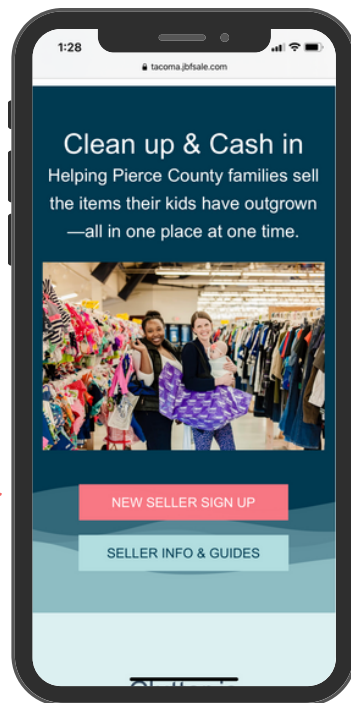 1:28
tacoma.jbfsale.com
Clean up & Cash in
Helping Pierce County families sell
the items their kids have outgrown
—all in one place at one time.
NEW SELLER SIGN UP
SELLER INFO & GUIDES